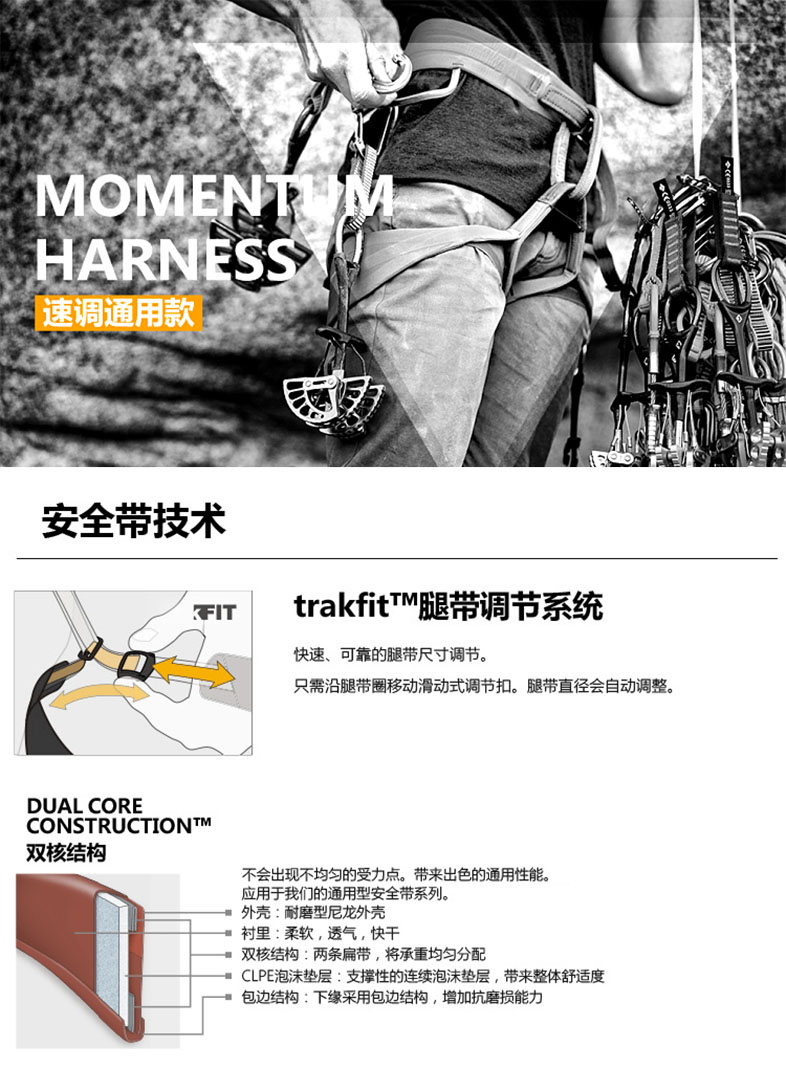 MOMENTUM
HARNESS
速调通用款
安全带技术
FIT
trakfit™腿带调节系统
快速、可靠的腿带尺寸调节。
只需沿腿带圈移动滑动式调节扣。腿带直径会自动调整。
DUAL CORE
CONSTRUCTION™
双核结构
不会出现不均匀的受力点。带来出色的通用性能。
应用于我们的通用型安全带系列。
外壳：耐磨型尼龙外壳
衬里：柔软，透气，快干
双核结构：两条扁带，将承重均匀分配
CLPE泡沫垫层：支撑性的连续泡沫垫层，带来整体舒适度
包边结构：下缘采用包边结构，增加抗磨损能力